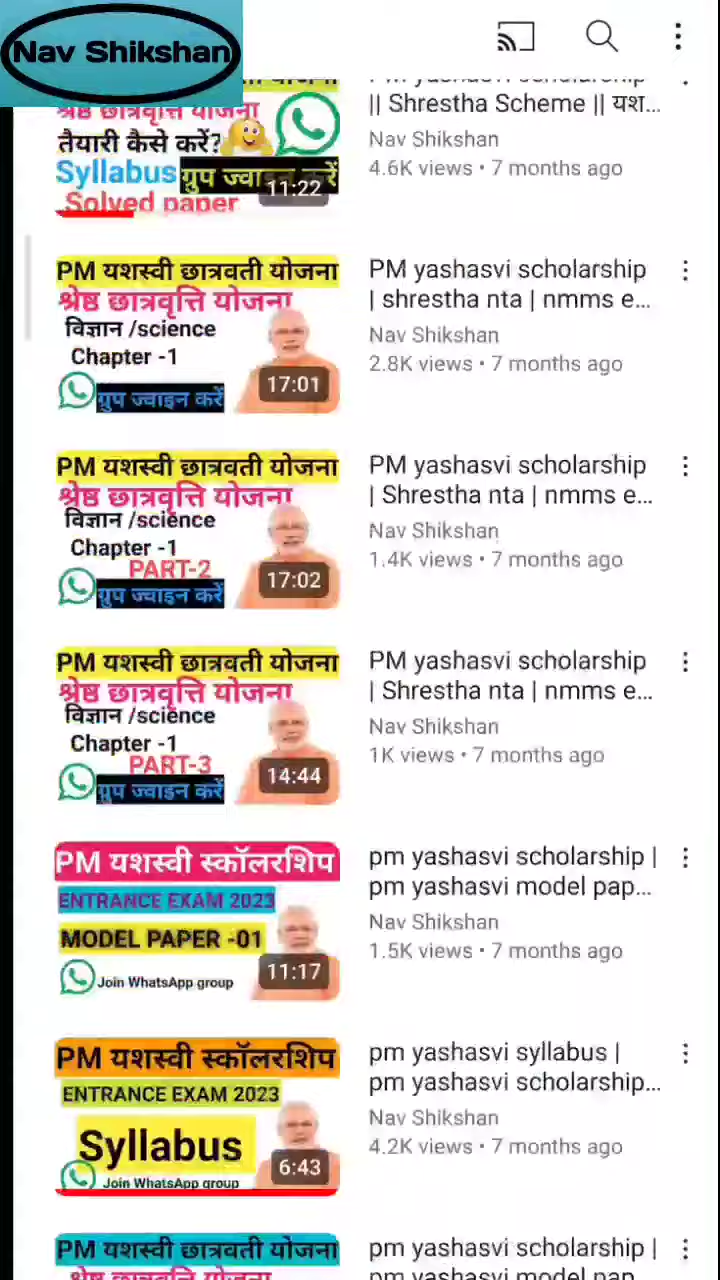 Nav Shikshan
श्रेष्ठ छात्रवृत्ति योजना
तैयारी कैसे करें?
Syllabus ग्रुप ज्वाइन करें
11:22
Solved paper
|| Shrestha Scheme || यश...
Nav Shikshan
4.6K views • 7 months ago
PM यशस्वी छात्रवती योजना
श्रेष्ठ छात्रवृत्ति योजना
विज्ञान /science
Chapter -1
17:01
ग्रुप ज्वाइन करें
PM yashasvi scholarship
| shrestha nta | nmms e...
Nav Shikshan
2.8K views • 7 months ago
PM यशस्वी छात्रवती योजना
श्रेष्ठ छात्रवृत्ति योजना
विज्ञान /science
Chapter -1
PART-2
17:02
ग्रुप ज्वाइन करें
PM yashasvi scholarship
| Shrestha nta | nmms e...
Nav Shikshan
1.4K views • 7 months ago
PM यशस्वी छात्रवती योजना
श्रेष्ठ छात्रवृत्ति योजना
विज्ञान /science
Chapter -1
PART-3
14:44
ग्रुप ज्वाइन करें
PM yashasvi scholarship
| Shrestha nta | nmms e...
Nav Shikshan
1K views • 7 months ago
PM यशस्वी स्कॉलरशिप
ENTRANCE EXAM 2023
MODEL PAPER -01
11:17
Join WhatsApp group
pm yashasvi scholarship |
pm yashasvi model pap...
Nav Shikshan
1.5K views • 7 months ago
PM यशस्वी स्कॉलरशिप
ENTRANCE EXAM 2023
Syllabus
6:43
Join WhatsApp group
pm yashasvi syllabus |
pm yashasvi scholarship...
Nav Shikshan
4.2K views • 7 months ago
PM यशस्वी छात्रवती योजना
pm yashasvi scholarship |
pm yashasvi model pap